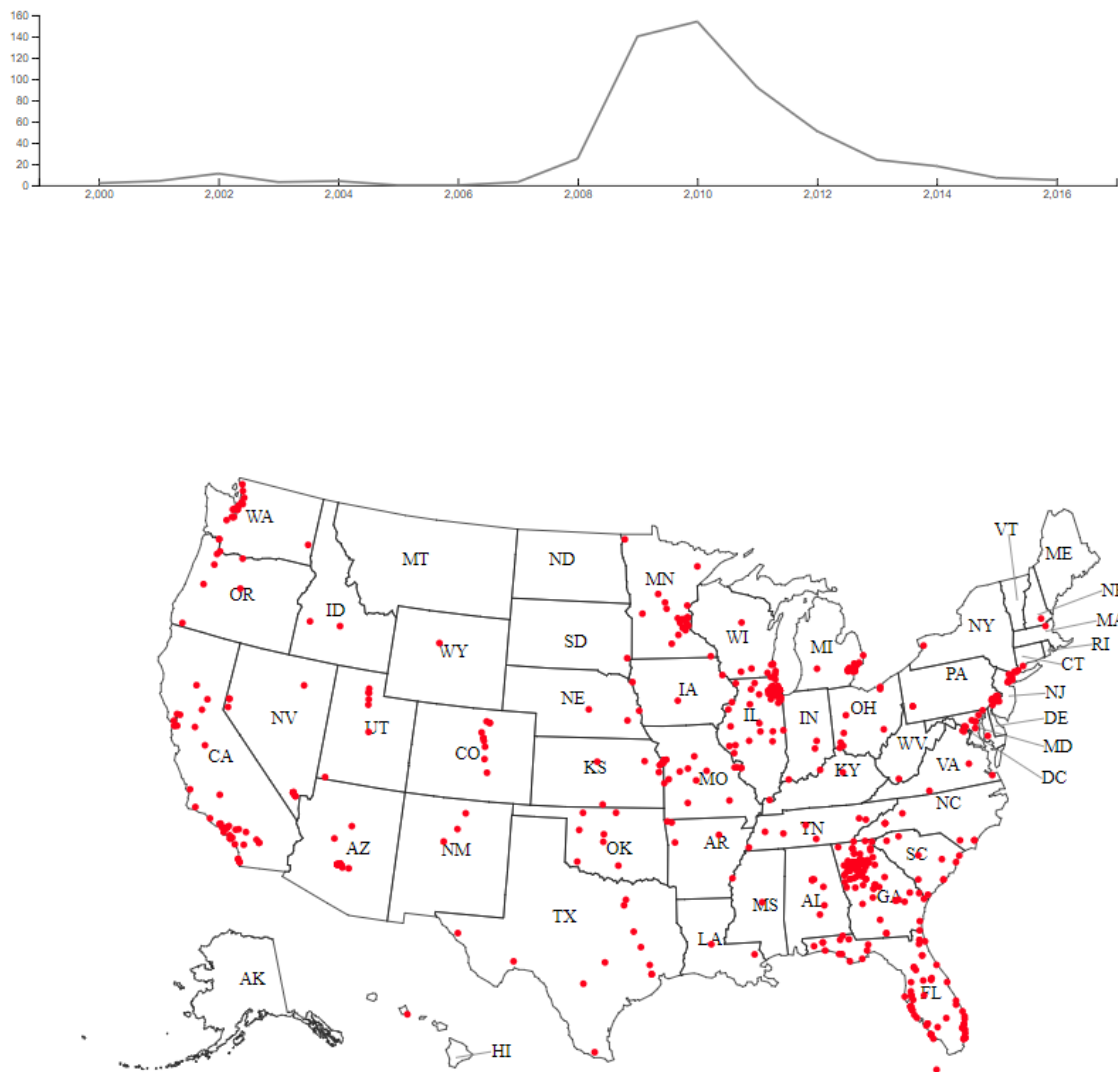 160
140
120
100
80
60
40
20
0
2,000 2,002 2,004 2,006 2,008 2,010 2,012 2,014 2,016
WA
VT
ME
MT
ND
MN
OR
ID
NH
MA
NY
WI
MI
RI
SD
WY
CT
PA
NE
IA
NJ
NV
UT
IL
IN
OH
DE
WV
CA
CO
KS
KY
MD
VA
MO
DC
NC
YN
AZ
NM
OK
AR
SC
MS
AL
GA
TX
LA
AK
FL
HI